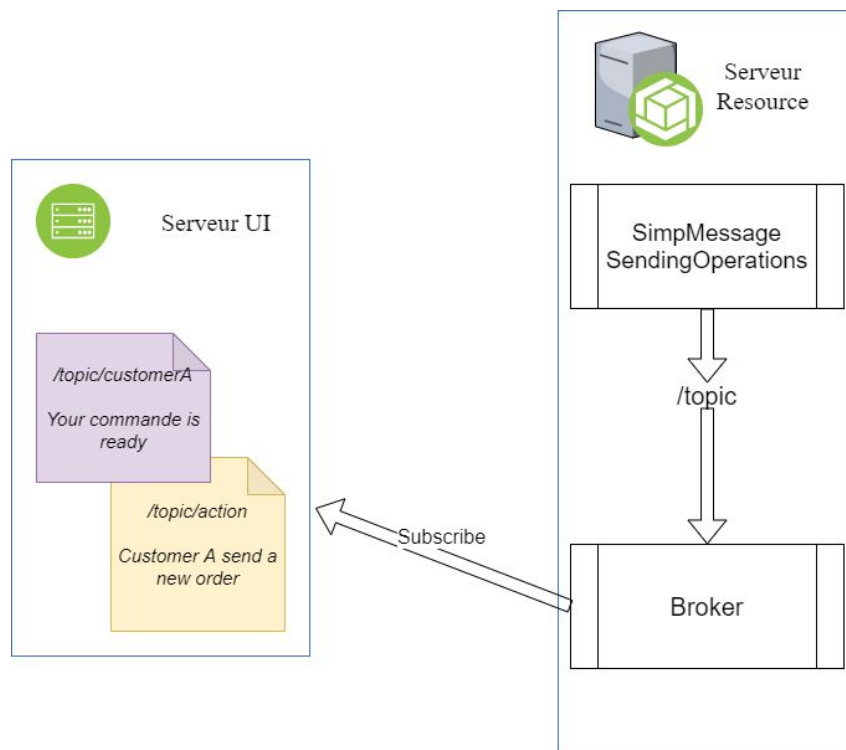 Serveur
Resource
SimpMessage
SendingOperations
/topic
Broker
Subscribe
Serveur UI
/topic/customerA
Your commande is
ready
/topic/action
Customer A send a
new order